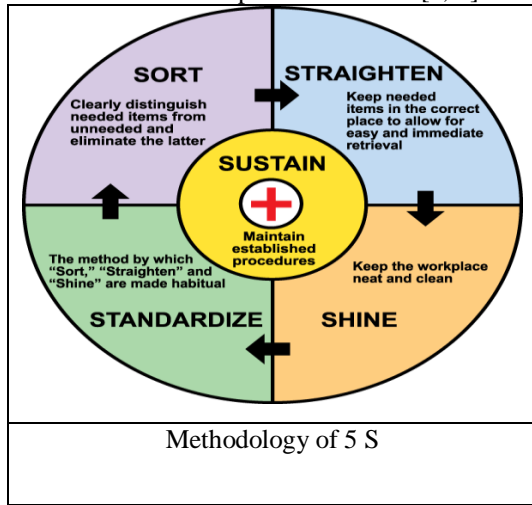 SORT
Clearly distinguish
needed items from
unneeded and
eliminate the latter
STRAIGHTEN
Keep needed
items in the correct
place to allow for
easy and immediate
retrieval
SUSTAIN
Maintain
established
procedures
The method by which
“Sort,” “Straighten” and
“Shine” are made habitual
STANDARDIZE
Keep the workplace
neat and clean
SHINE
Methodology of 5 S